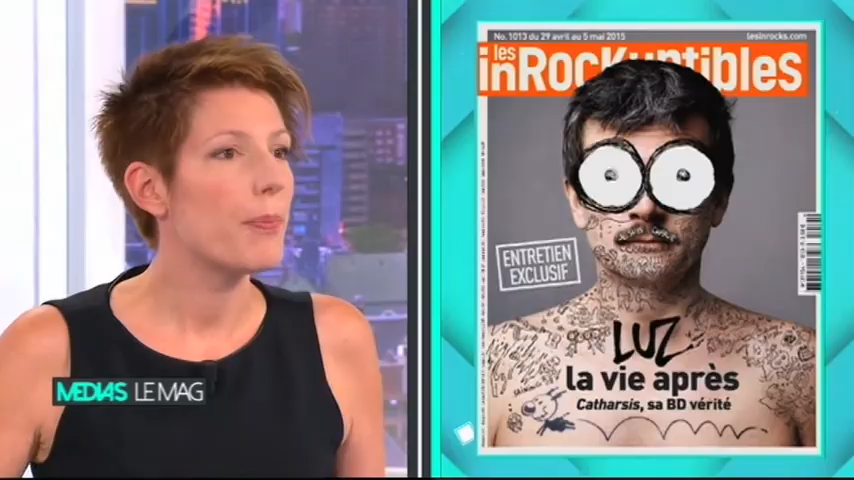 No. 1013 du 29 avril au 5 mai 2015
lesinrocks.com
les
inRocKuptibles
ENTRETIEN
EXCLUSIF
LUZ
la vie après
Catharsis, sa BD vérité
MEDIAS LE MAG